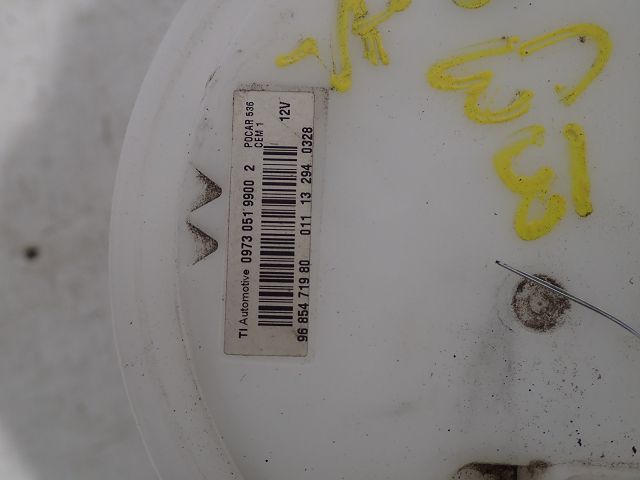 TI Automotive 0973 051 9900 2
POCAR 536
CEM 1
12V
96 854 719 80 011 13 294 0328